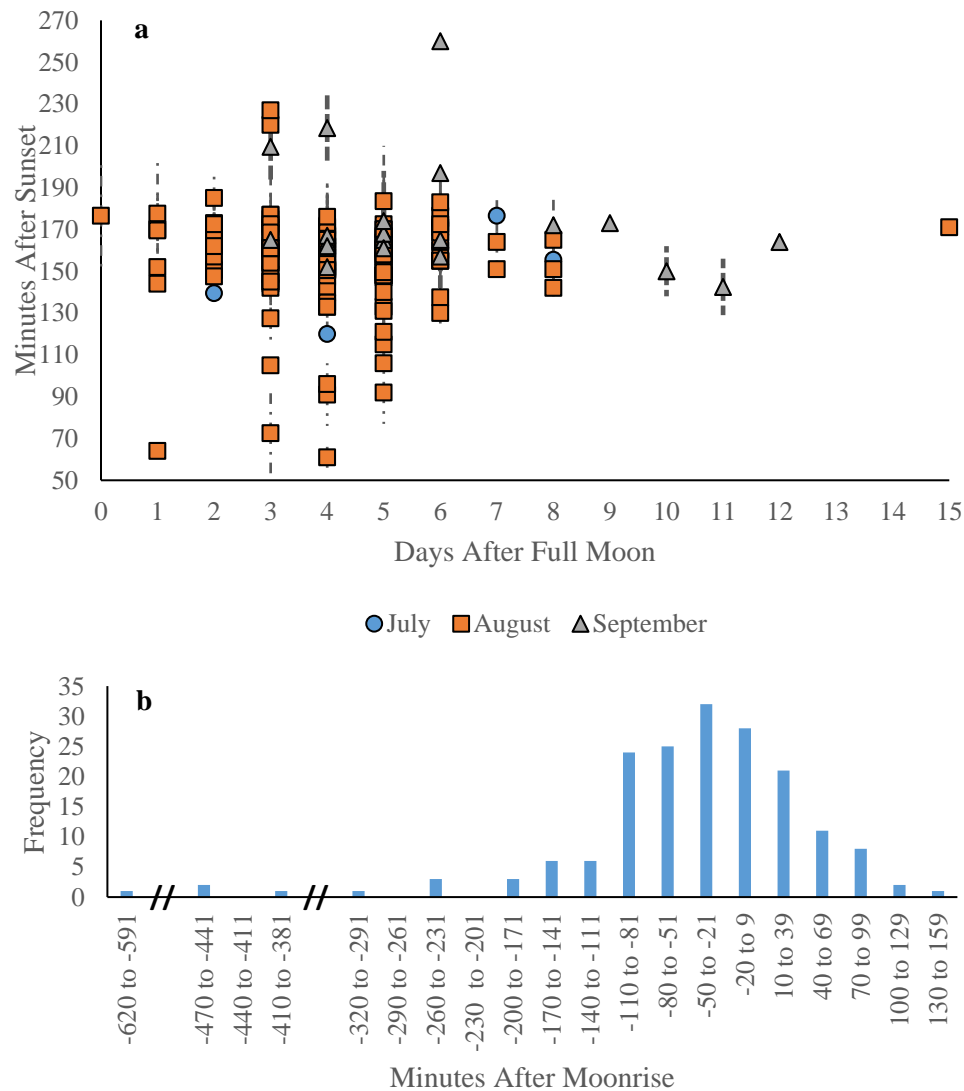 a
270
250
230
210
190
170
150
130
110
90
70
50
Minutes After Sunset
0 1 2 3 4 5 6 7 8 9 10 11 12 13 14 15
Days After Full Moon
July August September
b
35
30
25
20
15
10
5
0
Frequency
-620 to -591
-470 to -441
-440 to -411
-410 to -381
-320 to -291
-290 to -261
-260 to -231
-230 to -201
-200 to -171
-170 to -141
-140 to -111
-110 to -81
-80 to -51
-50 to -21
-20 to 9
10 to 39
40 to 69
70 to 99
100 to 129
130 to 159
Minutes After Moonrise